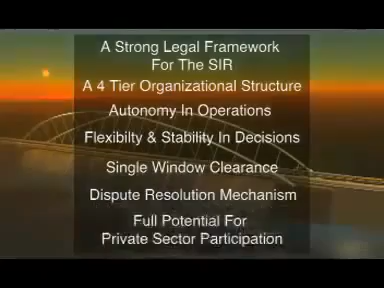 A Strong Legal Framework
For The SIR
A 4 Tier Organizational Structure
Autonomy In Operations
Flexibilty & Stability In Decisions
Single Window Clearance
Dispute Resolution Mechanism
Full Potential For
Private Sector Participation